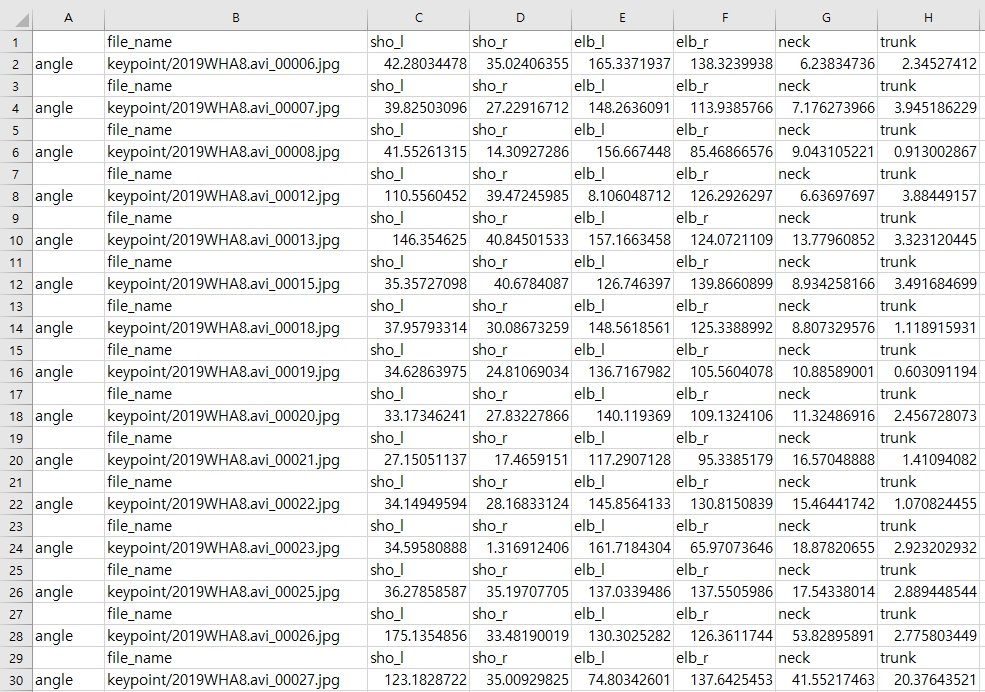 A B C D E F G H
1 file_name sho_l sho_r elb_l elb_r neck trunk
2 angle keypoint/2019WHA8.avi_00006.jpg 42.28034478 35.02406355 165.3371937 138.3239938 6.23834736 2.34527412
3 file_name sho_l sho_r elb_l elb_r neck trunk
4 angle keypoint/2019WHA8.avi_00007.jpg 39.82503096 27.22916712 148.2636091 113.9385766 7.176273966 3.945186229
5 file_name sho_l sho_r elb_l elb_r neck trunk
6 angle keypoint/2019WHA8.avi_00008.jpg 41.55261315 14.30927286 156.667448 85.46866576 9.043105221 0.913002867
7 file_name sho_l sho_r elb_l elb_r neck trunk
8 angle keypoint/2019WHA8.avi_00012.jpg 110.5560452 39.47245985 8.106048712 126.2926297 6.63697697 3.88449157
9 file_name sho_l sho_r elb_l elb_r neck trunk
10 angle keypoint/2019WHA8.avi_00013.jpg 146.354625 40.84501533 157.1663458 124.0721109 13.77960852 3.323120445
11 file_name sho_l sho_r elb_l elb_r neck trunk
12 angle keypoint/2019WHA8.avi_00015.jpg 35.35727098 40.6784087 126.746397 139.8660899 8.934258166 3.491684699
13 file_name sho_l sho_r elb_l elb_r neck trunk
14 angle keypoint/2019WHA8.avi_00018.jpg 37.95793314 30.08673259 148.5618561 125.3388992 8.807329576 1.118915931
15 file_name sho_l sho_r elb_l elb_r neck trunk
16 angle keypoint/2019WHA8.avi_00019.jpg 34.62863975 24.81069034 136.7167982 105.5604078 10.88589001 0.603091194
17 file_name sho_l sho_r elb_l elb_r neck trunk
18 angle keypoint/2019WHA8.avi_00020.jpg 33.17346241 27.83227866 140.119369 109.1324106 11.32486916 2.456728073
19 file_name sho_l sho_r elb_l elb_r neck trunk
20 angle keypoint/2019WHA8.avi_00021.jpg 27.15051137 17.4659151 117.2907128 95.3385179 16.57048888 1.41094082
21 file_name sho_l sho_r elb_l elb_r neck trunk
22 angle keypoint/2019WHA8.avi_00022.jpg 34.14949594 28.16833124 145.8564133 130.8150839 15.46441742 1.070824455
23 file_name sho_l sho_r elb_l elb_r neck trunk
24 angle keypoint/2019WHA8.avi_00023.jpg 34.59580888 1.316912406 161.7184304 65.97073646 18.87820655 2.923202932
25 file_name sho_l sho_r elb_l elb_r neck trunk
26 angle keypoint/2019WHA8.avi_00025.jpg 36.27858587 35.19707705 137.0339486 137.5505986 17.54338014 2.889448544
27 file_name sho_l sho_r elb_l elb_r neck trunk
28 angle keypoint/2019WHA8.avi_00026.jpg 175.1354856 33.48190019 130.3025282 126.3611744 53.82895891 2.775803449
29 file_name sho_l sho_r elb_l elb_r neck trunk
30 angle keypoint/2019WHA8.avi_00027.jpg 123.1828722 35.00929825 74.80342601 137.6425453 41.55217463 20.37643521